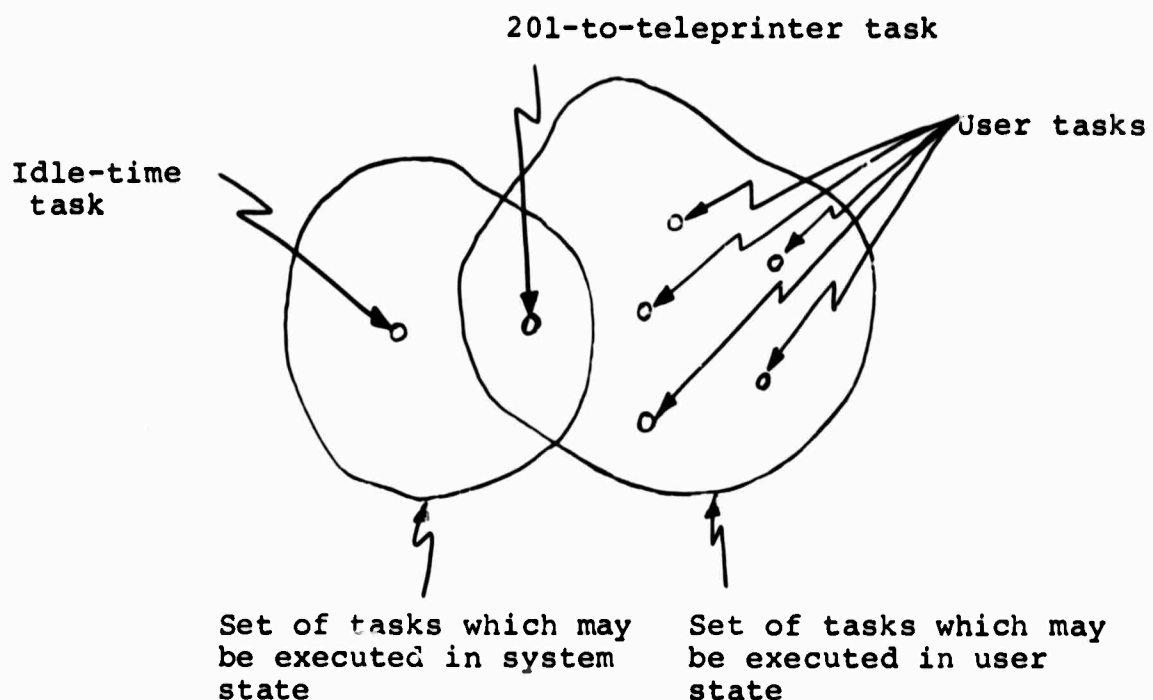 201-to-teleprinter task
User tasks
Idle-time
task
Set of tasks which may
be executed in system
state
Set of tasks which may
be executed in user
state